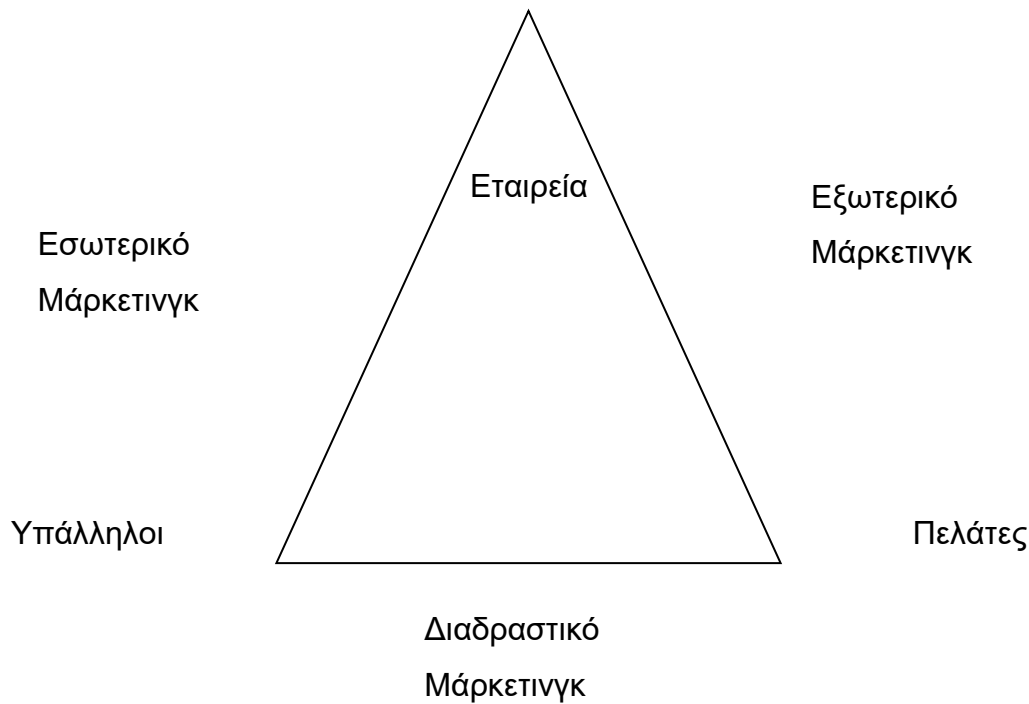 Εταιρεία
Εξωτερικό
Μάρκετινγκ
Εσωτερικό
Μάρκετινγκ
Υπάλληλοι
Πελάτες
Διαδραστικό
Μάρκετινγκ